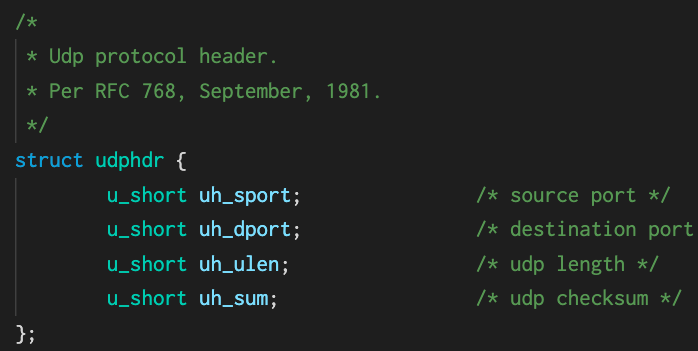 /*
* Udp protocol header.
* Per RFC 768, September, 1981.
*/
struct udphdr {
u_short uh_sport; /* source port */
u_short uh_dport; /* destination port
u_short uh_ulen; /* udp length */
u_short uh_sum; /* udp checksum */
};